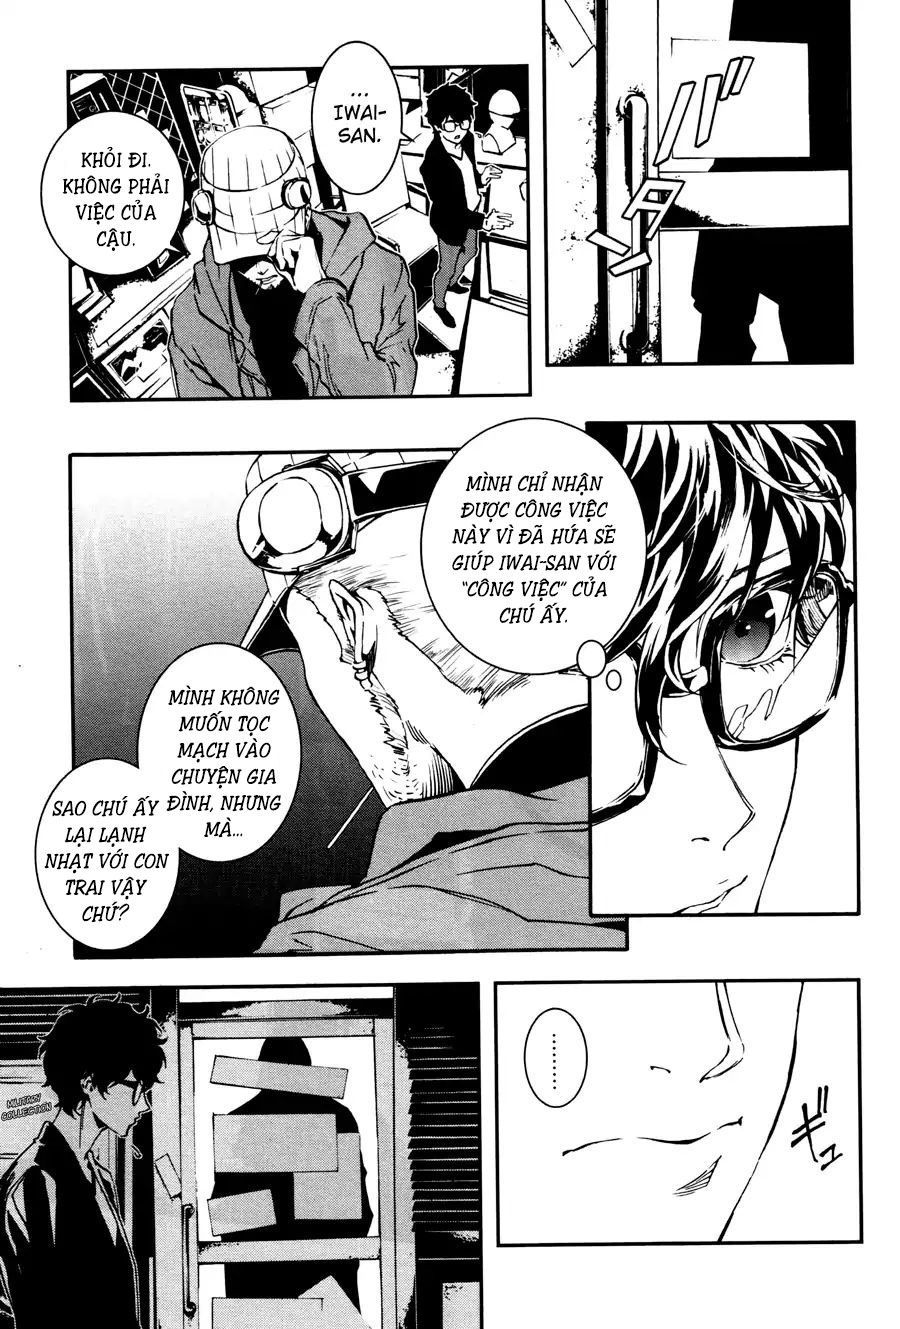 バタン
...
IWAI-
SAN.
KHỎI ĐI.
KHÔNG PHẢI
VIỆC CỦA
CẬU.
MÌNH CHỈ NHẬN
ĐƯỢC CÔNG VIỆC
NÀY VÌ ĐÃ HỨA SẼ
GIÚP IWAI-SAN VỚI
“CÔNG VIỆC” CỦA
CHÚ ẤY.
MÌNH KHÔNG
MUỐN TỌC
MẠCH VÀO
CHUYỆN GIA
ĐÌNH, NHƯNG
MÀ...
SAO CHÚ ẤY
LẠI LẠNH
NHẠT VỚI CON
TRAI VẬY
CHỨ?
.........
ギュ
MILITARY
COLLECTION